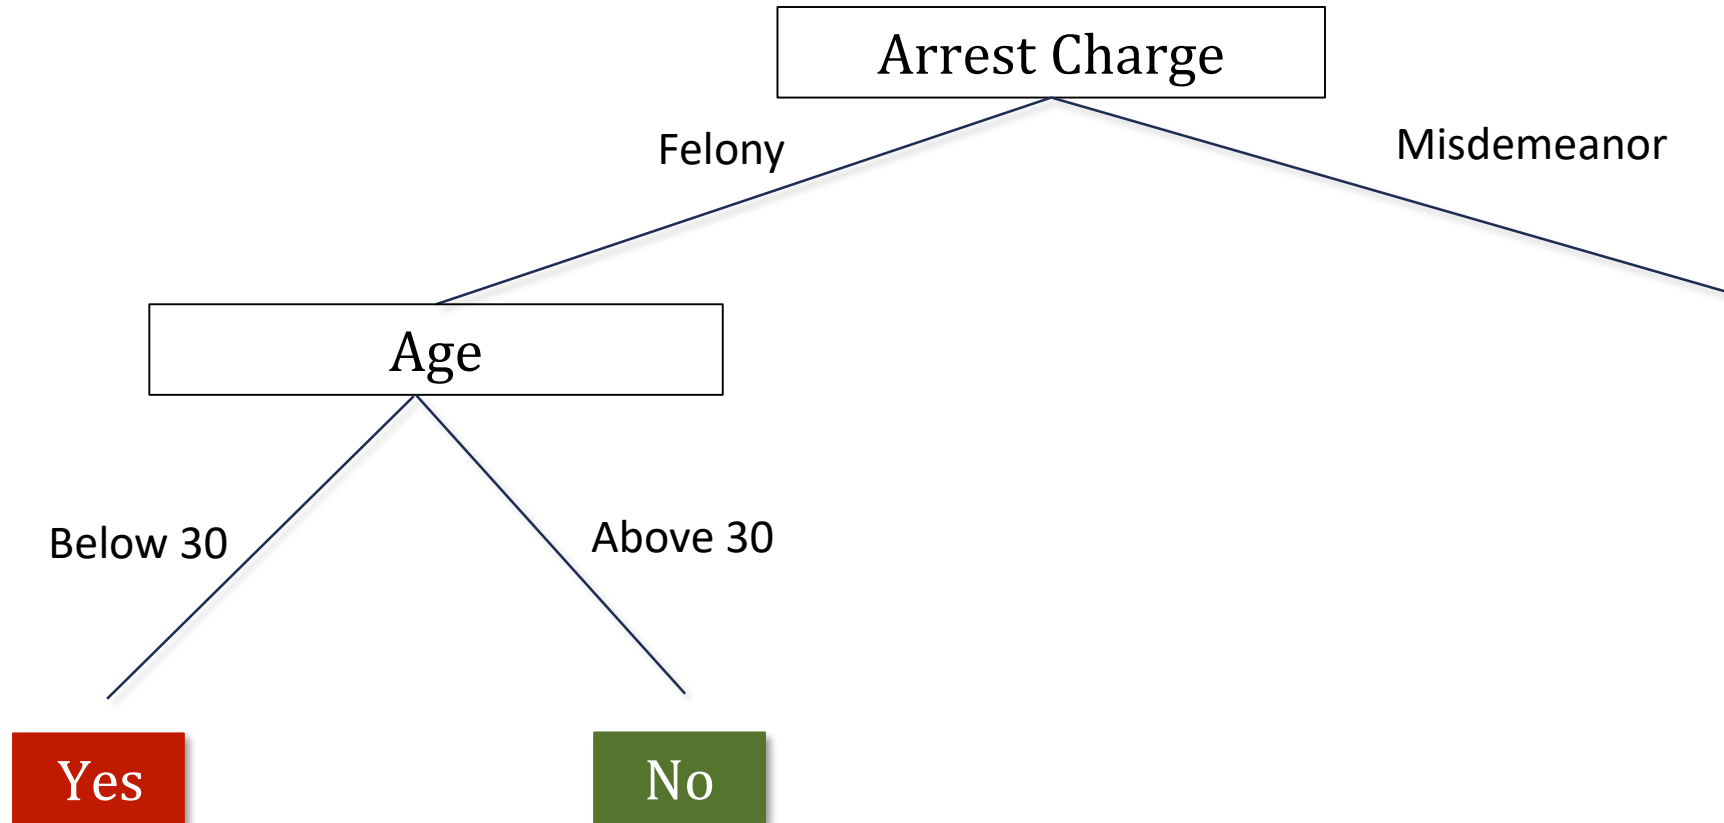 Arrest Charge
Felony
Misdemeanor
Age
Below 30
Above 30
Yes
No